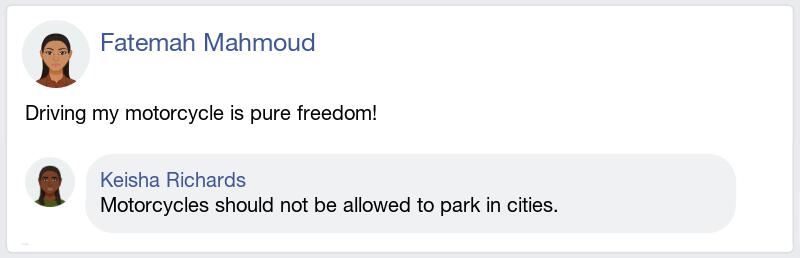 Fatemah Mahmoud
Driving my motorcycle is pure freedom!
Keisha Richards
Motorcycles should not be allowed to park in cities.